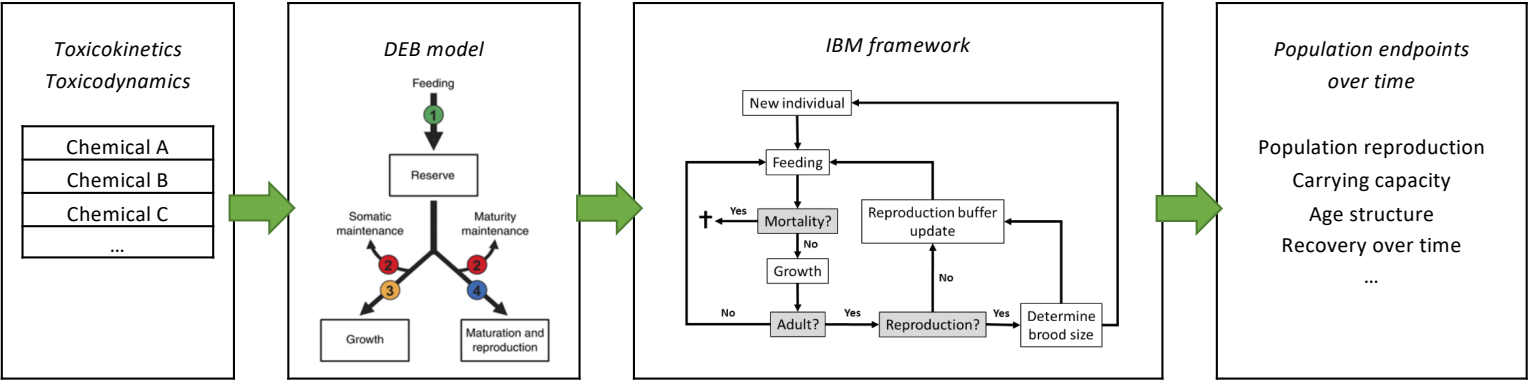 Toxicokinetics
Toxicodynamics
Chemical A
Chemical B
Chemical C
…
DEB model
Feeding
1
Reserve
Somatic
maintenance
Maturity
maintenance
2
2
3
4
Growth
Maturation and
reproduction
IBM framework
New individual
Feeding
Yes
Mortality?
No
Reproduction buffer
update
Growth
No
No
Adult?
Yes
Reproduction?
Yes
Determine
brood size
Population endpoints
over time
Population reproduction
Carrying capacity
Age structure
Recovery over time
…